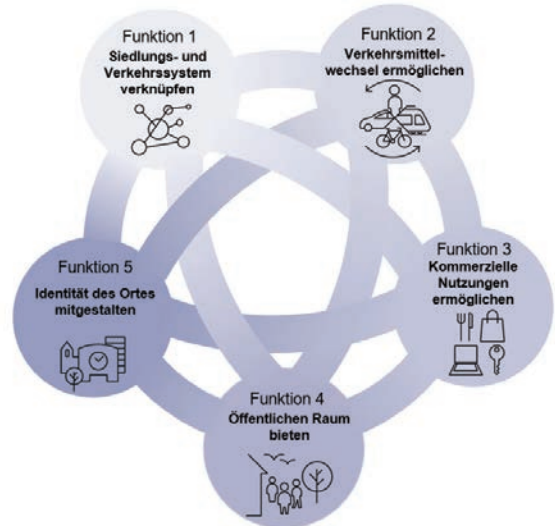 Funktion 1
Siedlungs- und
Verkehrssystem
verknüpfen
Funktion 2
Verkehrsmittel-
wechsel ermöglichen
Funktion 3
Kommerzielle
Nutzungen
ermöglichen
Funktion 4
Öffentlichen Raum
bieten
Funktion 5
Identität des Ortes
mitgestalten